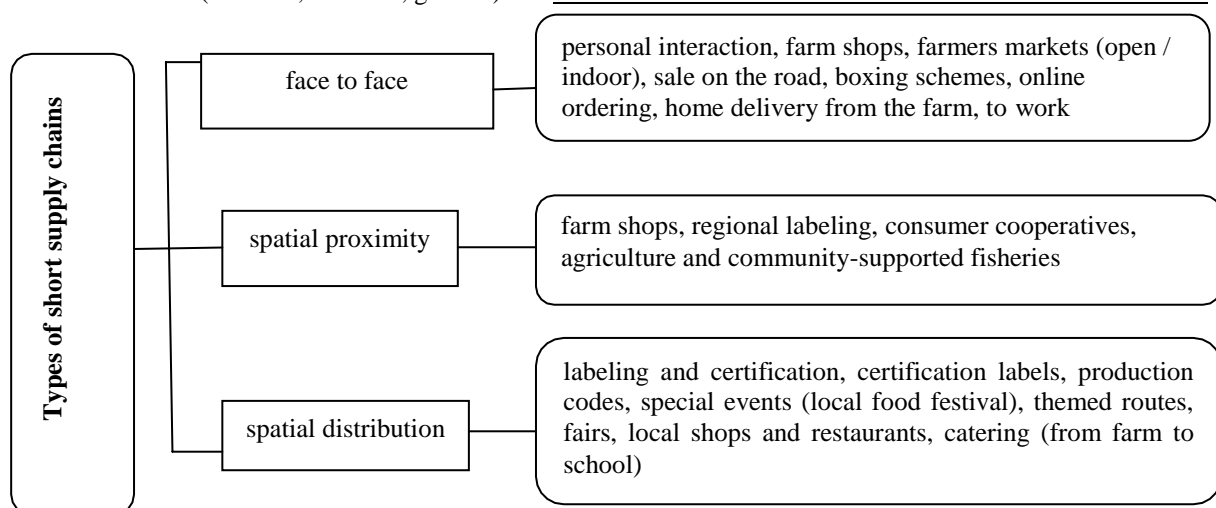 face to face
personal interaction, farm shops, farmers markets (open /
indoor), sale on the road, boxing schemes, online
ordering, home delivery from the farm, to work
Types of short supply chains
spatial proximity
farm shops, regional labeling, consumer cooperatives,
agriculture and community-supported fisheries
spatial distribution
labeling and certification, certification labels, production
codes, special events (local food festival), themed routes,
fairs, local shops and restaurants, catering (from farm to
school)